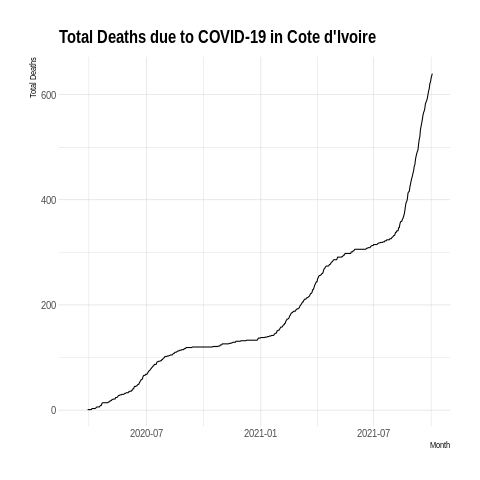 Total Deaths due to COVID-19 in Cote d'Ivoire
Total Deaths
600
400
200
0
2020-07 2021-01 2021-07
Month